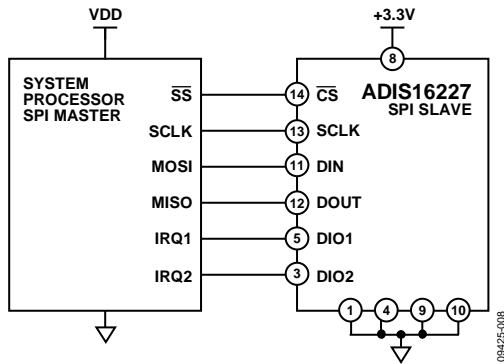 VDD
+3.3V
8
SYSTEM
PROCESSOR
SPI MASTER
ADIS16227
SPI SLAVE
SS 14 CS
SCLK 13 SCLK
MOSI 11 DIN
MISO 12 DOUT
IRQ1 5 DIO1
IRQ2 3 DIO2
1 4 9 10
09425-008